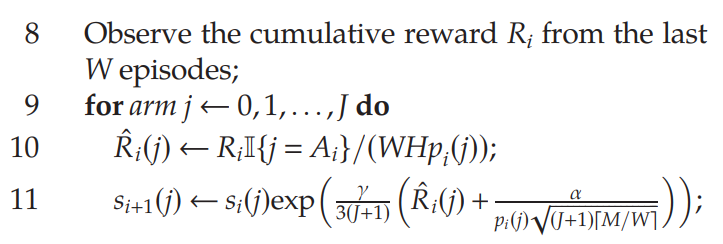 8 Observe the cumulative reward R_i from the last
W episodes;
9 for arm j ← 0, 1, . . . , J do
10 R̂_i(j) ← R_i𝕀{j = A_i}/(WHp_i(j));
11 s_{i+1}(j) ← s_i(j)exp(γ/(3(J+1)) (R̂_i(j) + α/(p_i(j)√((J+1)⌈M/W⌉))));